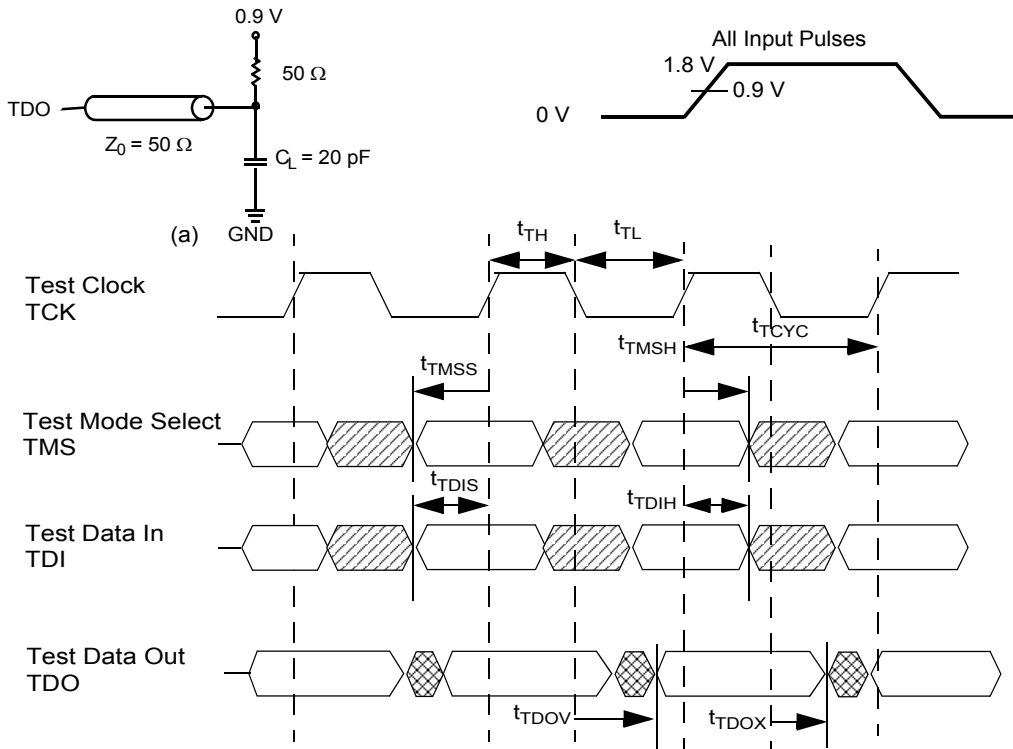 0.9 V
50 Ω
TDO
Z0 = 50 Ω
CL = 20 pF
GND
(a)
All Input Pulses
1.8 V
0.9 V
0 V
tTH
tTL
Test Clock
TCK
tTCYC
tTMSH
tTMSS
Test Mode Select
TMS
tTDIS
tTDIH
Test Data In
TDI
Test Data Out
TDO
tTDOV
tTDOX